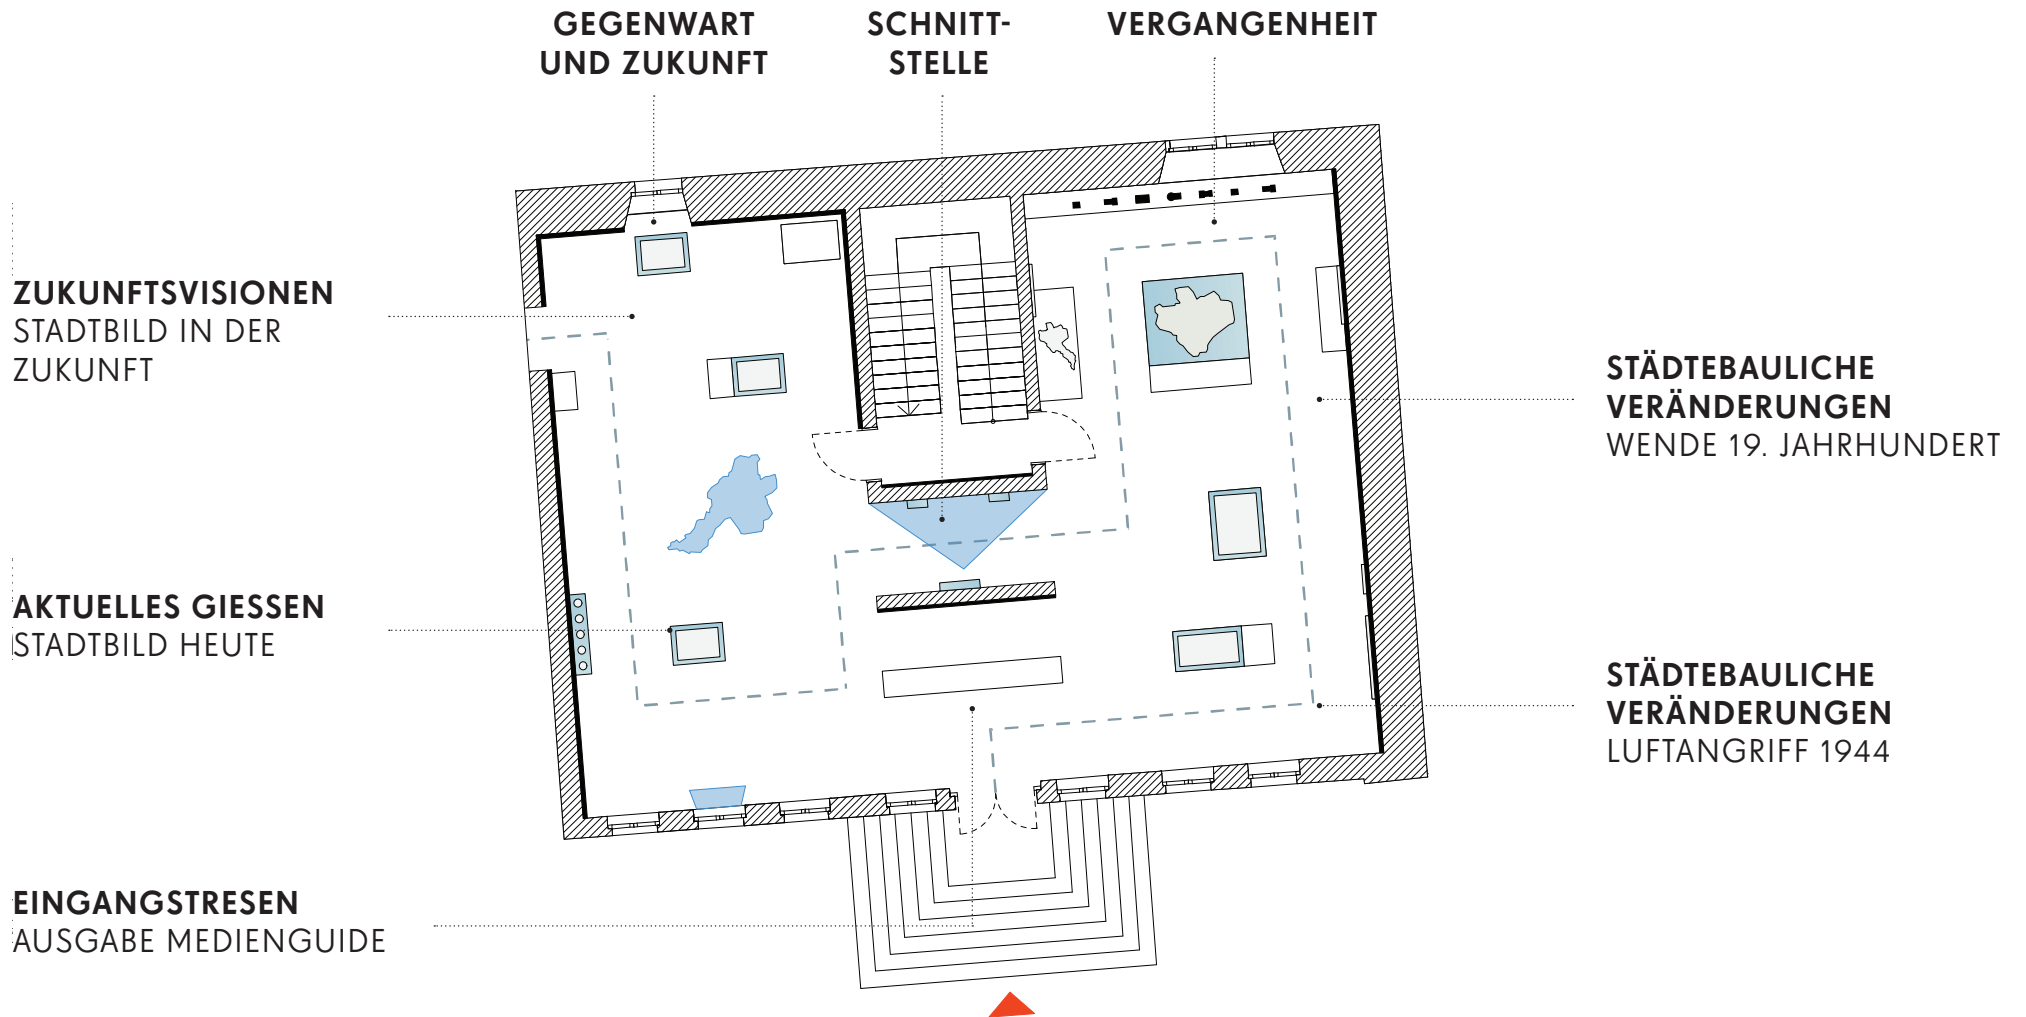 GEGENWART
UND ZUKUNFT
SCHNITT-
STELLE
VERGANGENHEIT
ZUKUNFTSVISIONEN
STADTBILD IN DER
ZUKUNFT
STÄDTEBAULICHE
VERÄNDERUNGEN
WENDE 19. JAHRHUNDERT
AKTUELLES GIESSEN
STADTBILD HEUTE
STÄDTEBAULICHE
VERÄNDERUNGEN
LUFTANGRIFF 1944
EINGANGSTRESEN
AUSGABE MEDIENGUIDE